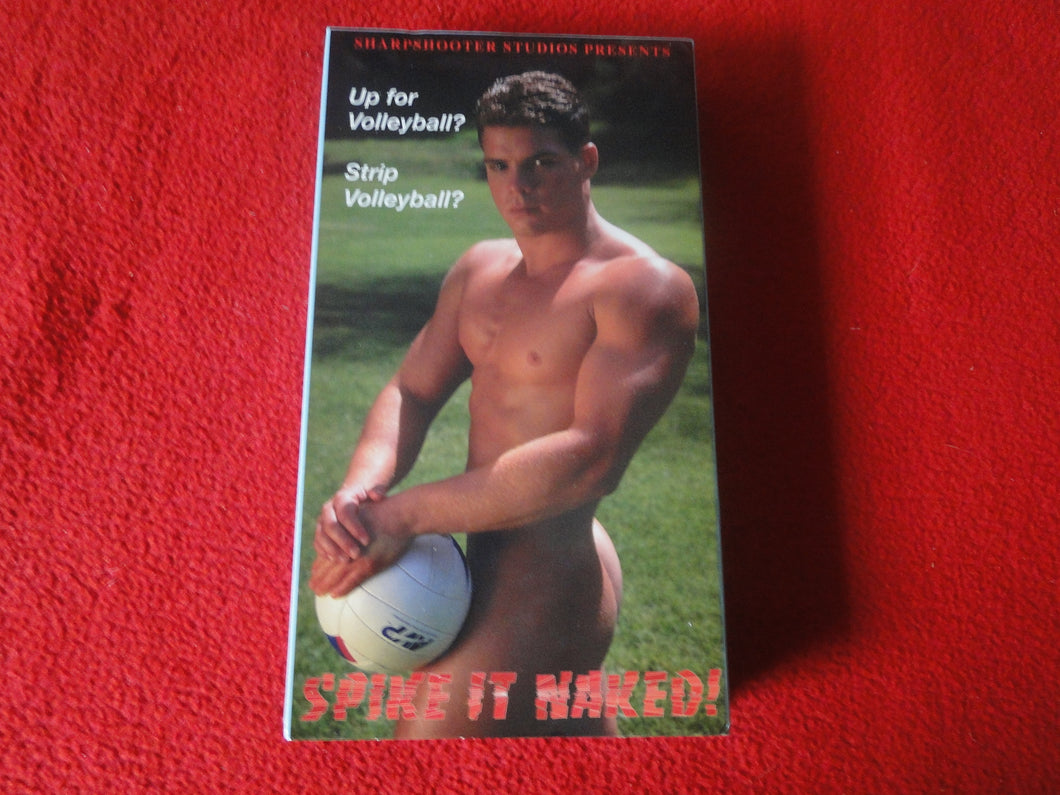 SHARPSHOOTER STUDIOS PRESENTS
Up for
Volleyball?
Strip
Volleyball?
SPIKE IT NAKED!